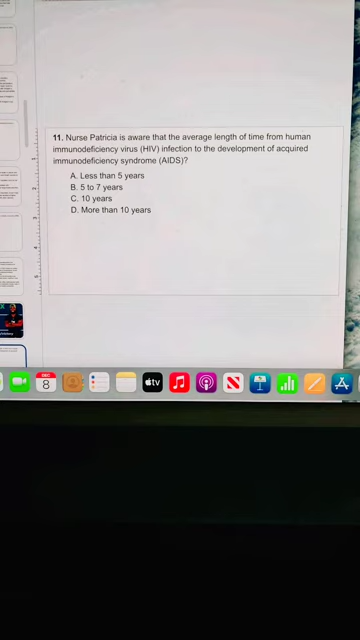 11. Nurse Patricia is aware that the average length of time from human
immunodeficiency virus (HIV) infection to the development of acquired
immunodeficiency syndrome (AIDS)?
A. Less than 5 years
B. 5 to 7 years
C. 10 years
D. More than 10 years
DEC
8
tv